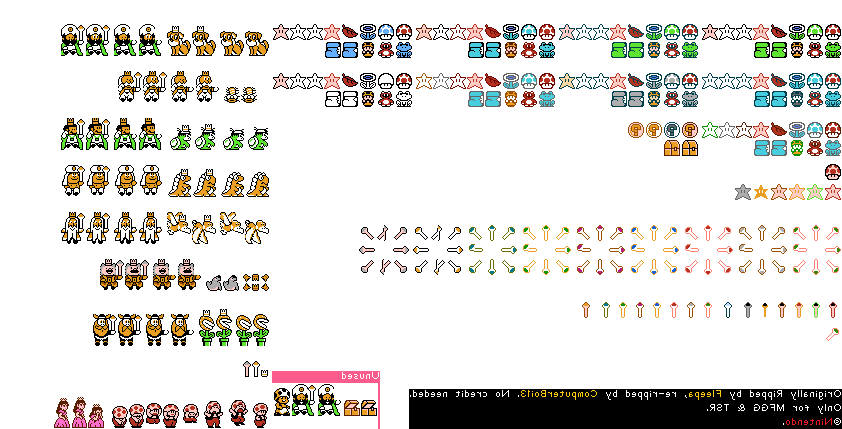 Unused
Originally Ripped by Fleepa, re-ripped by ComputerBoi13. No credit needed.
Only for MFGG & TSR.
©Nintendo.